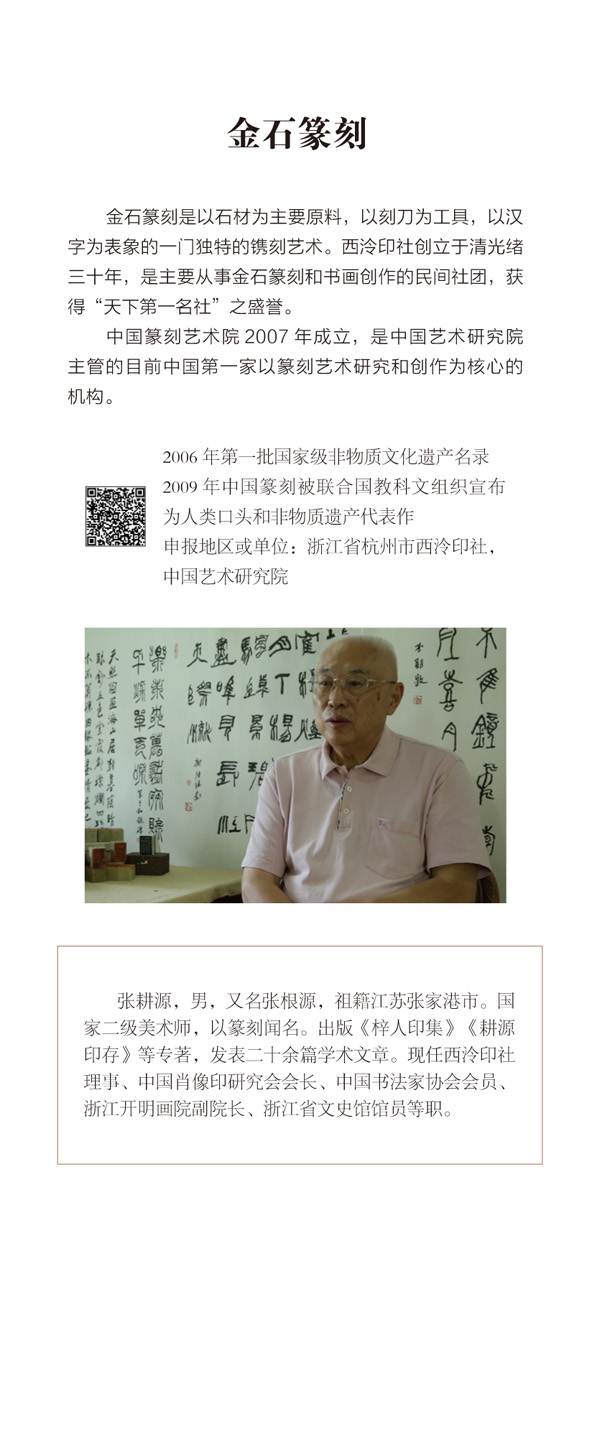 金石篆刻
金石篆刻是以石材为主要原料，以刻刀为工具，以汉
字为表象的一门独特的镌刻艺术。西泠印社创立于清光绪
三十年，是主要从事金石篆刻和书画创作的民间社团，获
得“天下第一名社”之盛誉。
中国篆刻艺术院 2007 年成立，是中国艺术研究院
主管的目前中国第一家以篆刻艺术研究和创作为核心的
机构。
2006 年第一批国家级非物质文化遗产名录
2009 年中国篆刻被联合国教科文组织宣布
为人类口头和非物质遗产代表作
申报地区或单位：浙江省杭州市西泠印社，
中国艺术研究院
张耕源，男，又名张根源，祖籍江苏张家港市。国
家二级美术师，以篆刻闻名。出版《梓人印集》《耕源
印存》等专著，发表二十余篇学术文章。现任西泠印社
理事、中国肖像印研究会会长、中国书法家协会会员、
浙江开明画院副院长、浙江省文史馆馆员等职。